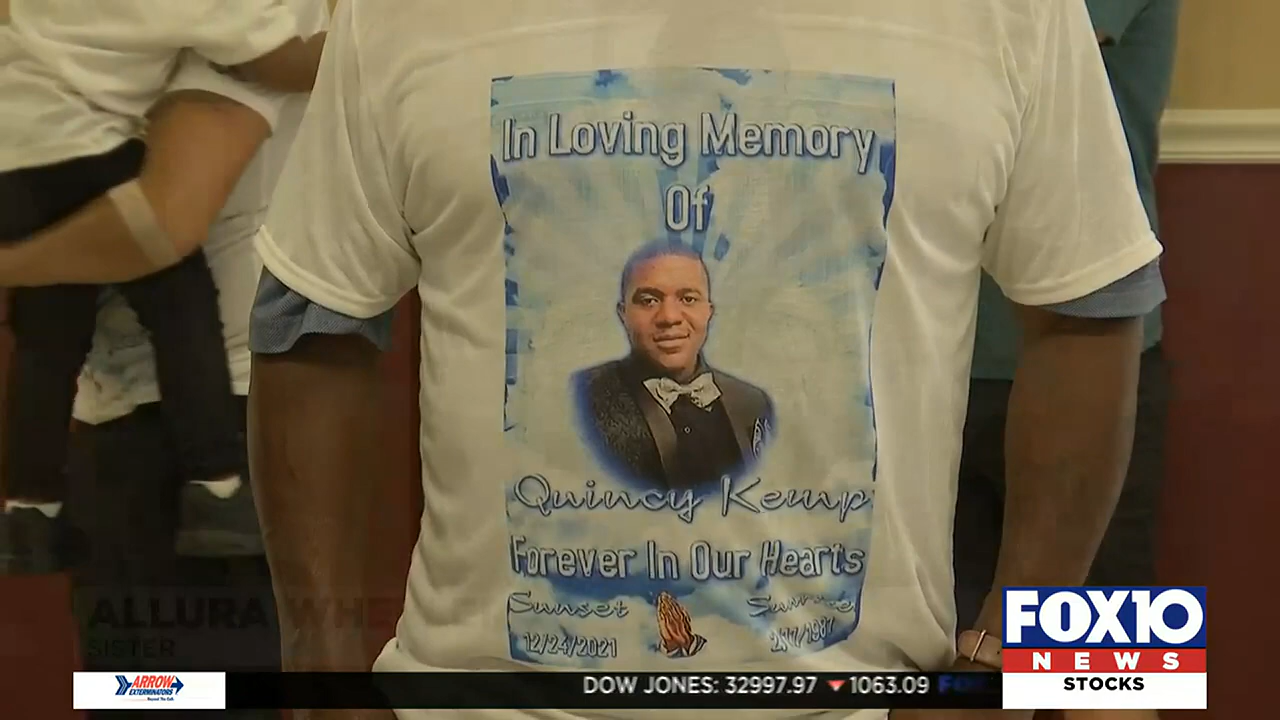 In Loving Memory
Of
Quincy Kemp
Forever In Our Hearts
Sunset
12/24/2021
ALLURA
SISTER
ARROW
EXTERMINATORS
DOW JONES: 32997.97 ▼1063.09
FOX10
NEWS
STOCKS